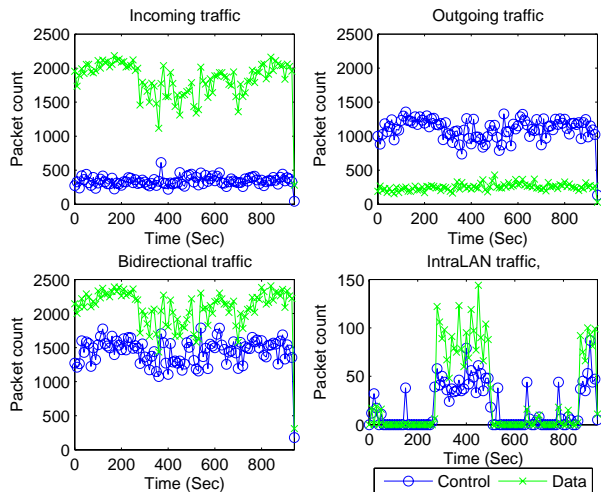 Incoming traffic
2500
2000
1500
1000
500
0
0 200 400 600 800
Packet count
Time (Sec)
Outgoing traffic
2500
2000
1500
1000
500
0
0 200 400 600 800
Packet count
Time (Sec)
Bidirectional traffic
2500
2000
1500
1000
500
0
0 200 400 600 800
Packet count
Time (Sec)
IntraLAN traffic,
150
100
50
0
0 200 400 600 800
Packet count
Time (Sec)
Control Data